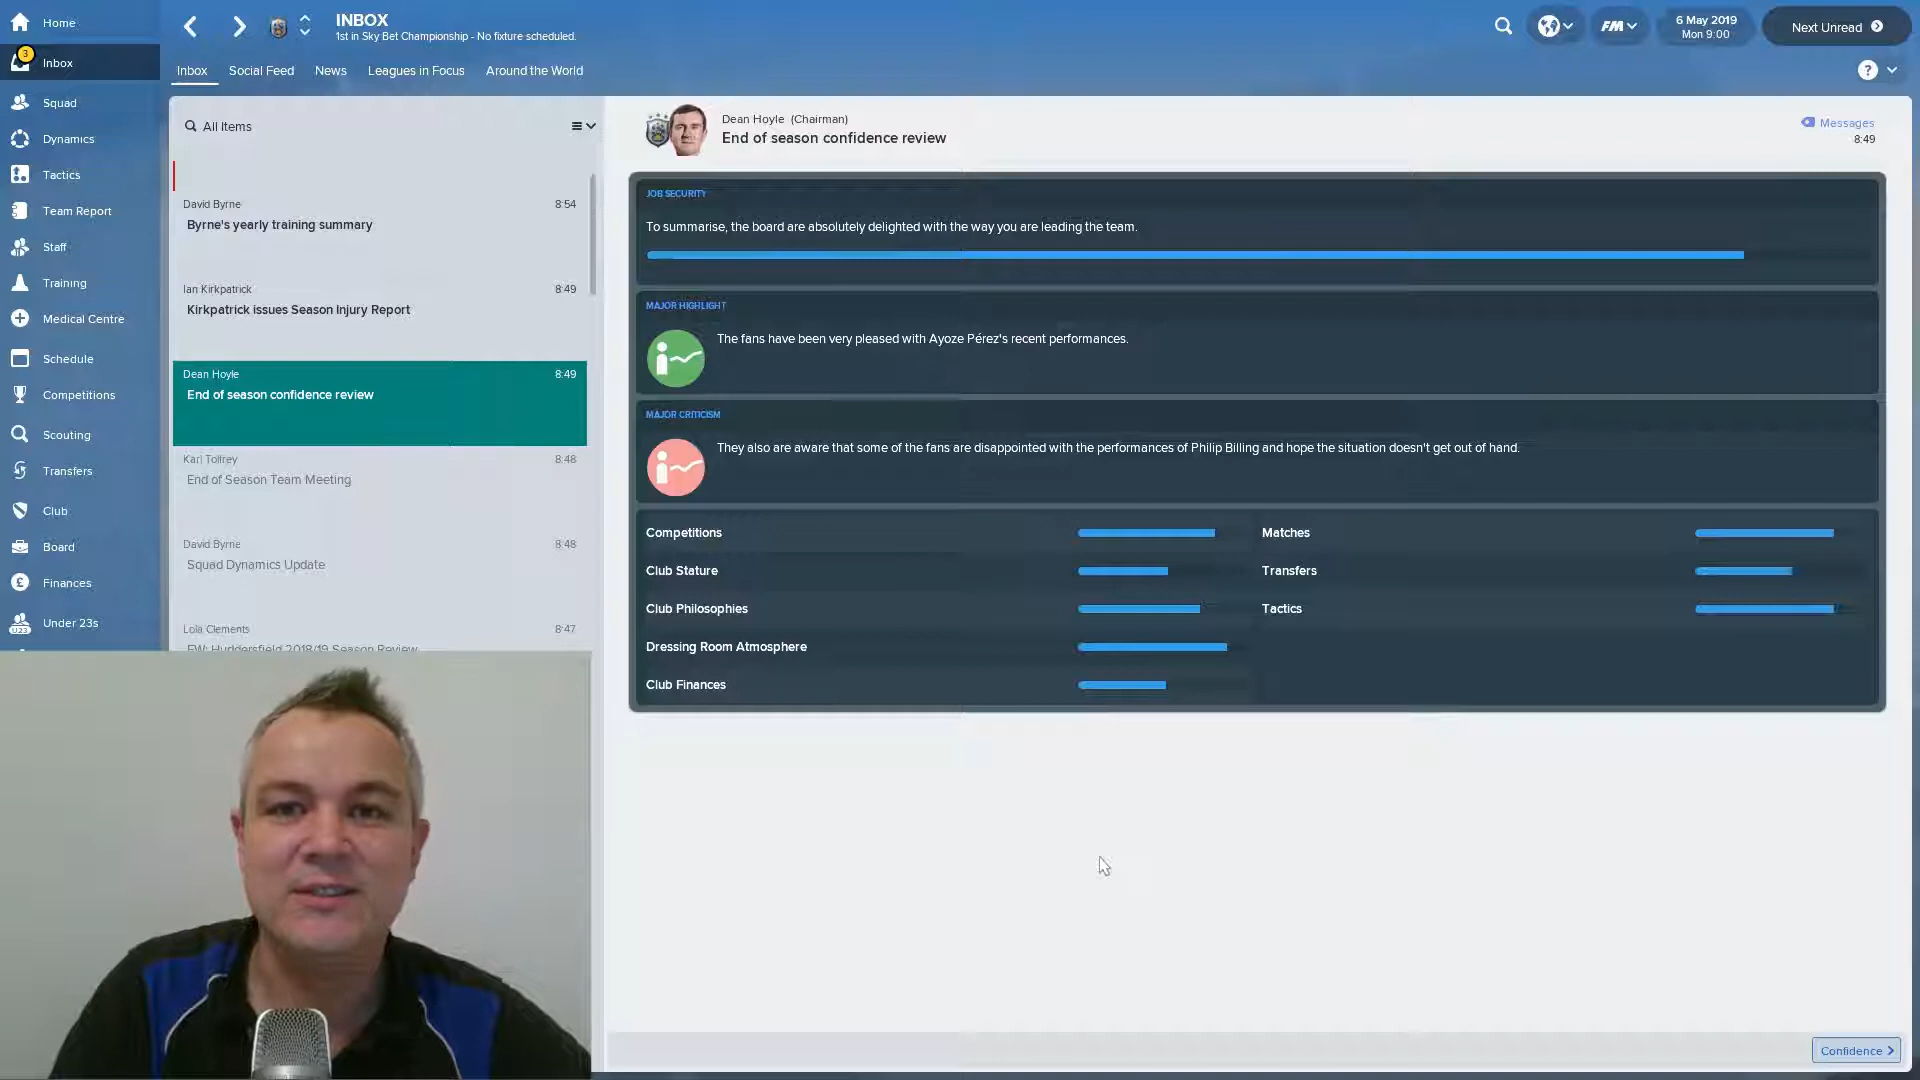 Home
3
Inbox
Squad
Dynamics
Tactics
Team Report
Staff
Training
Medical Centre
Schedule
Competitions
Scouting
Transfers
Club
Board
Finances
Under 23s
U23
INBOX
1st in Sky Bet Championship - No fixture scheduled.
FM
6 May 2019
Mon 9:00
Next Unread
Inbox
Social Feed
News
Leagues in Focus
Around the World
?
All Items
David Byrne 8:54
Byrne's yearly training summary
Ian Kirkpatrick 8:49
Kirkpatrick issues Season Injury Report
Dean Hoyle 8:49
End of season confidence review
Karl Tolfrey 8:48
End of Season Team Meeting
David Byrne 8:48
Squad Dynamics Update
Lola Clements 8:47
FW: Huddersfield 2018/19 Season Review
Dean Hoyle (Chairman)
End of season confidence review
Messages
8:49
JOB SECURITY
To summarise, the board are absolutely delighted with the way you are leading the team.
MAJOR HIGHLIGHT
The fans have been very pleased with Ayoze Pérez's recent performances.
MAJOR CRITICISM
They also are aware that some of the fans are disappointed with the performances of Philip Billing and hope the situation doesn't get out of hand.
Competitions
Matches
Club Stature
Transfers
Club Philosophies
Tactics
Dressing Room Atmosphere
Club Finances
Confidence